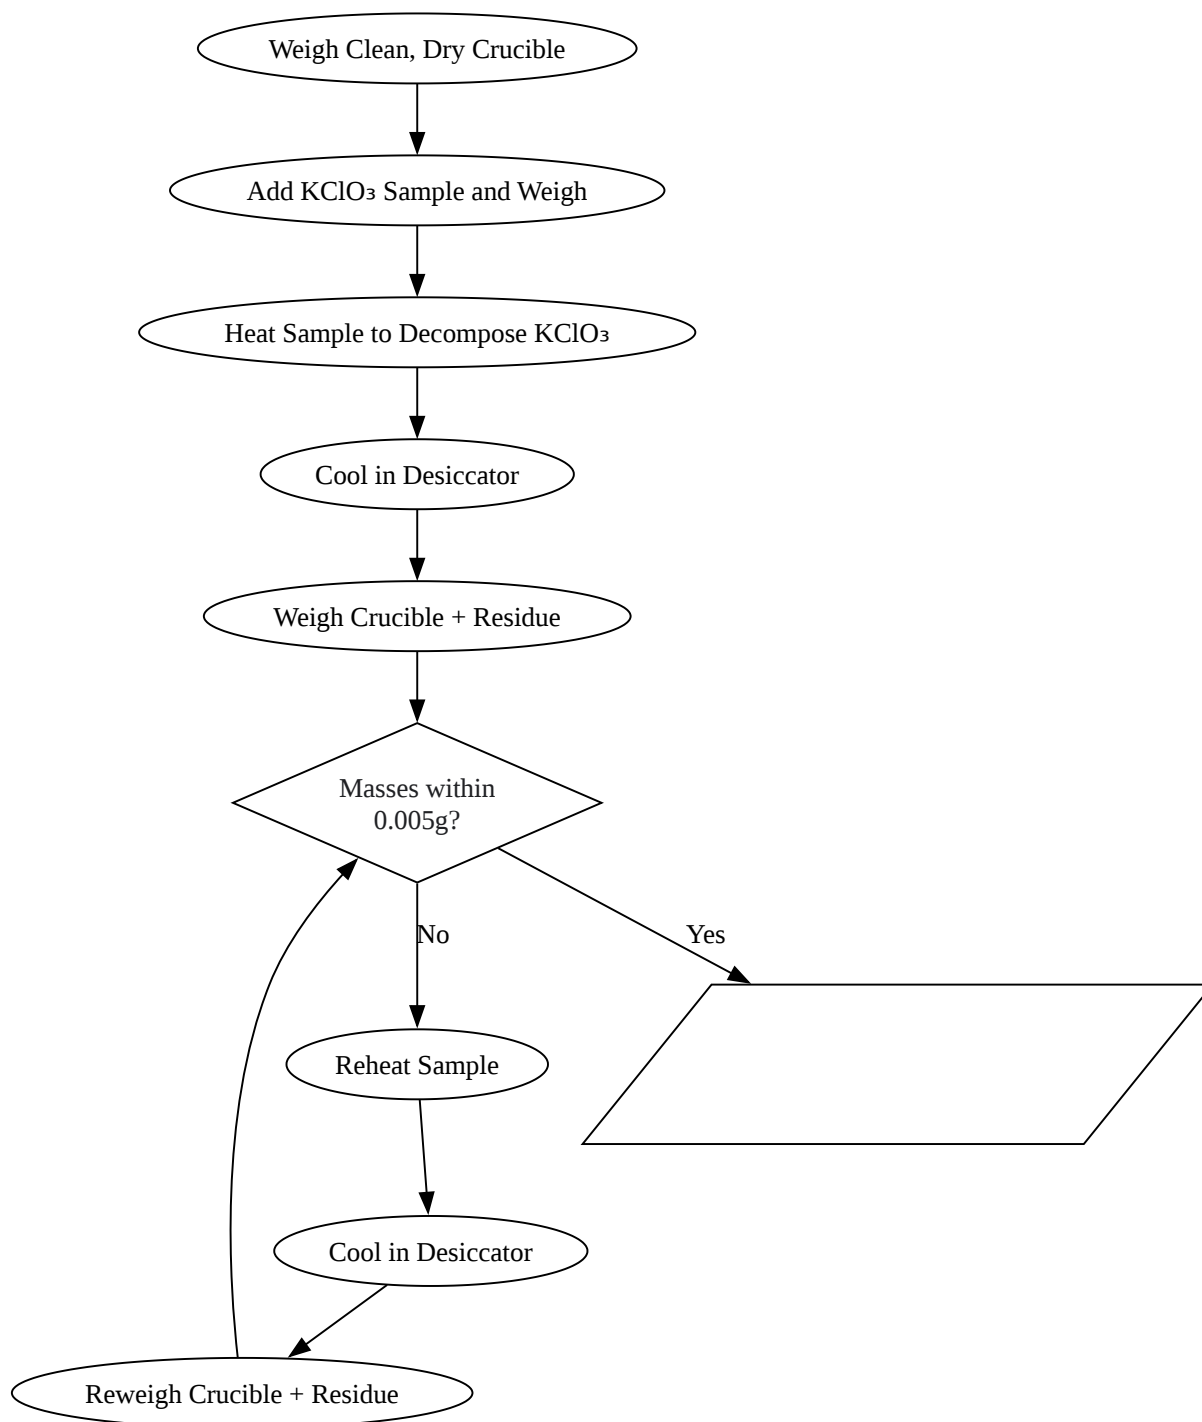 Weigh Clean, Dry Crucible
Add KClO₃ Sample and Weigh
Heat Sample to Decompose KClO₃
Cool in Desiccator
Weigh Crucible + Residue
Masses within
0.005g?
No
Yes
Reheat Sample
Cool in Desiccator
Reweigh Crucible + Residue